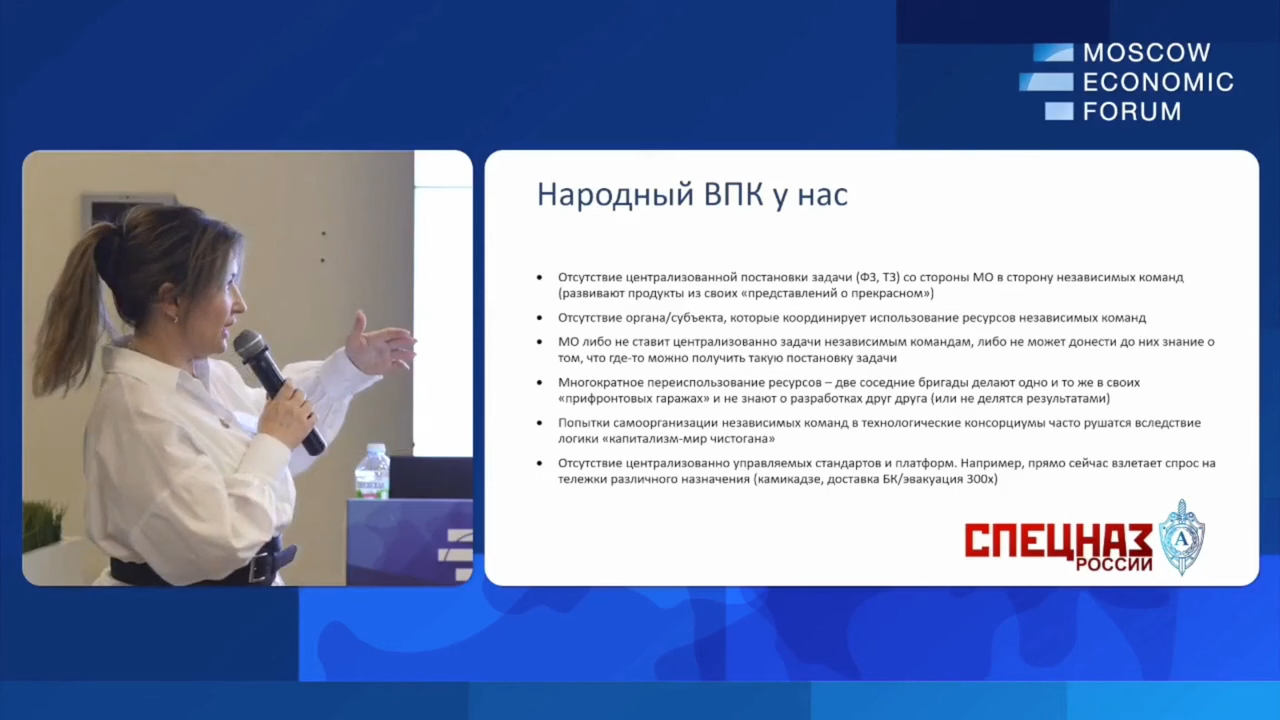 MOSCOW
ECONOMIC
FORUM
Народный ВПК у нас
• Отсутствие централизованной постановки задачи (ФЗ, ТЗ) со стороны МО в сторону независимых команд
(развивают продукты из своих «представлений о прекрасном»)
• Отсутствие органа/субъекта, которые координирует использование ресурсов независимых команд
• МО либо не ставит централизованно задачи независимым командам, либо не может донести до них знание о
том, что где-то можно получить такую постановку задачи
• Многократное переиспользование ресурсов – две соседние бригады делают одно и то же в своих
«прифронтовых гаражах» и не знают о разработках друг друга (или не делятся результатами)
• Попытки самоорганизации независимых команд в технологические консорциумы часто рушатся вследствие
логики «капитализм-мир чистогана»
• Отсутствие централизованно управляемых стандартов и платформ. Например, прямо сейчас взлетает спрос на
тележки различного назначения (камикадзе, доставка БК/эвакуация 300х)
СПЕЦНАЗ
РОССИИ
А